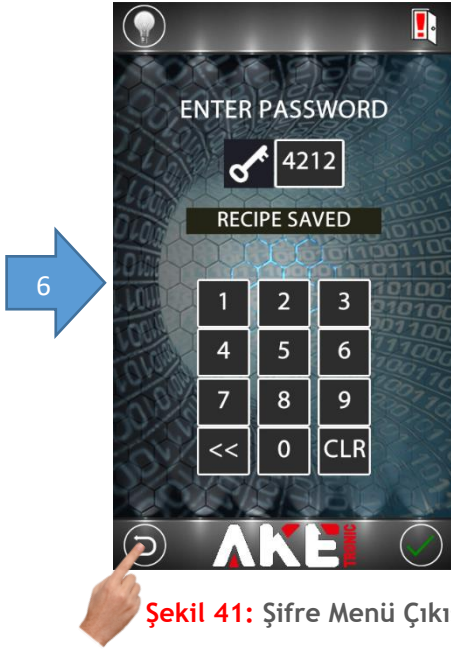 ENTER PASSWORD
4212
RECIPE SAVED
6
1 2 3
4 5 6
7 8 9
<< 0 CLR
AKE TRONIC
Şekil 41: Şifre Menü Çıkı